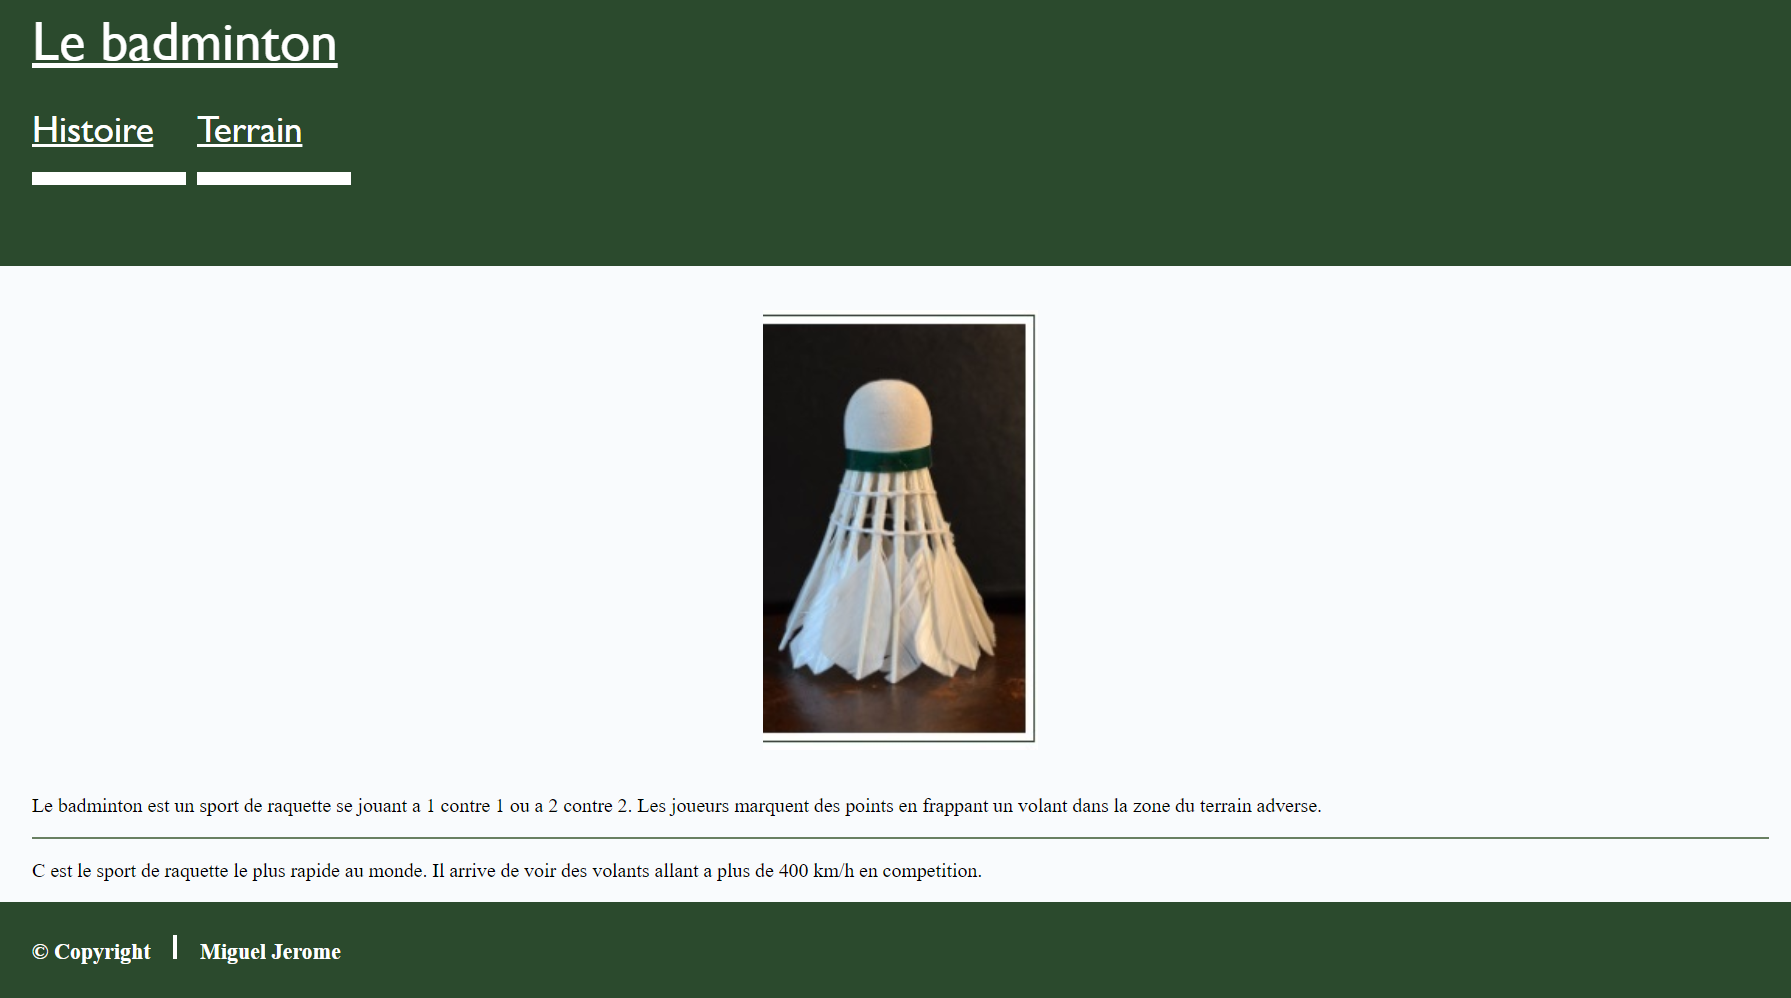 Le badminton
Histoire Terrain
Le badminton est un sport de raquette se jouant a 1 contre 1 ou a 2 contre 2. Les joueurs marquent des points en frappant un volant dans la zone du terrain adverse.
C est le sport de raquette le plus rapide au monde. Il arrive de voir des volants allant a plus de 400 km/h en competition.
© Copyright | Miguel Jerome